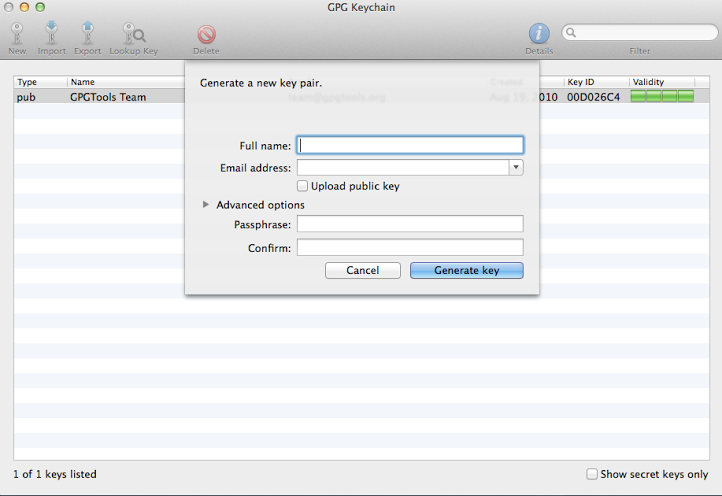 GPG Keychain
New Import Export Lookup Key Delete Details Filter
Generate a new key pair.
Type Name Created Key ID Validity
pub GPGTools Team team@gpgtools.org Aug 19, 2010 00D026C4
Full name:
Email address:
Upload public key
Advanced options
Passphrase:
Confirm:
Cancel Generate key
1 of 1 keys listed Show secret keys only